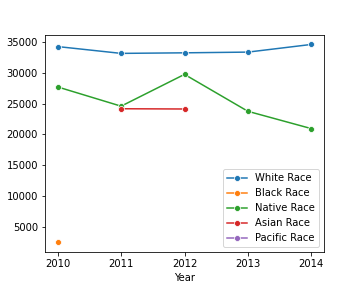 35000
30000
25000
20000
15000
10000
5000
White Race
Black Race
Native Race
Asian Race
Pacific Race
2010 2011 2012 2013 2014
Year